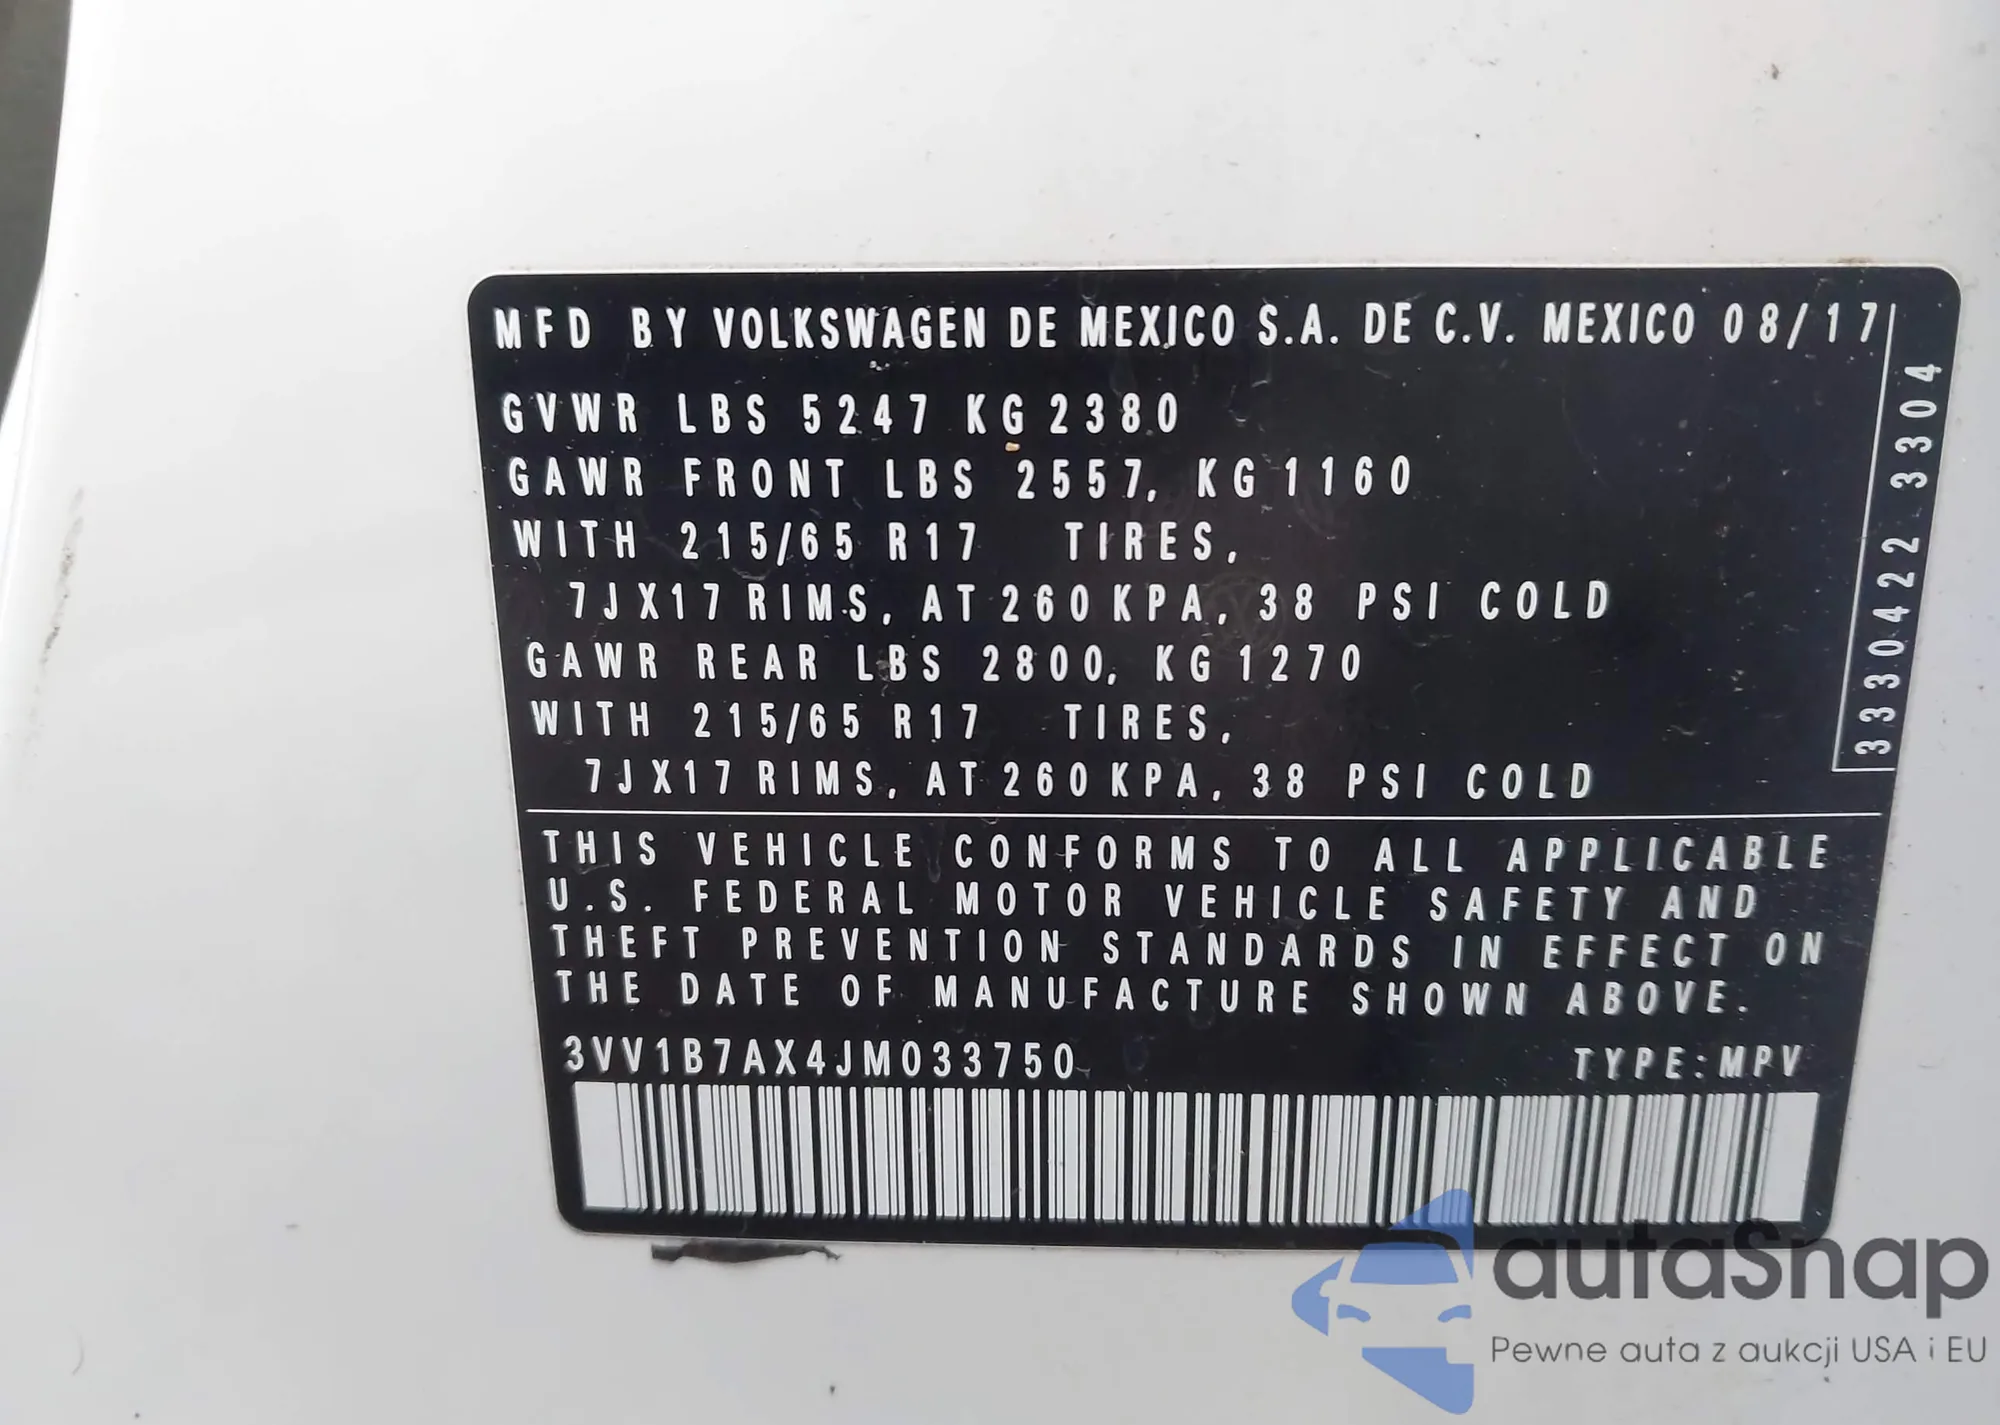 MFD BY VOLKSWAGEN DE MEXICO S.A. DE C.V. MEXICO 08/17
GVWR LBS 5247 KG 2380
GAWR FRONT LBS 2557, KG 1160
WITH 215/65 R17 TIRES,
7JX17 RIMS, AT 260 KPA, 38 PSI COLD
GAWR REAR LBS 2800, KG 1270
WITH 215/65 R17 TIRES,
7JX17 RIMS, AT 260 KPA, 38 PSI COLD
3330422 3304
THIS VEHICLE CONFORMS TO ALL APPLICABLE
U.S. FEDERAL MOTOR VEHICLE SAFETY AND
THEFT PREVENTION STANDARDS IN EFFECT ON
THE DATE OF MANUFACTURE SHOWN ABOVE.
3VV1B7AX4JM033750 TYPE: MPV
autaSnap
Pewne auta z aukcji USA i EU